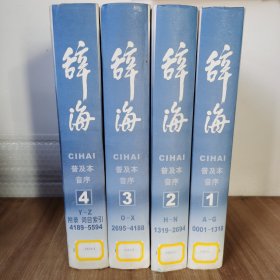 辞海
CIHAI
普及本
音序
4
Y-Z
附录 词目索引
4189-5594
辞海
CIHAI
普及本
音序
3
O-X
2695-4188
辞海
CIHAI
普及本
音序
2
H-N
1319-2694
辞海
CIHAI
普及本
音序
1
A-G
0001-1318